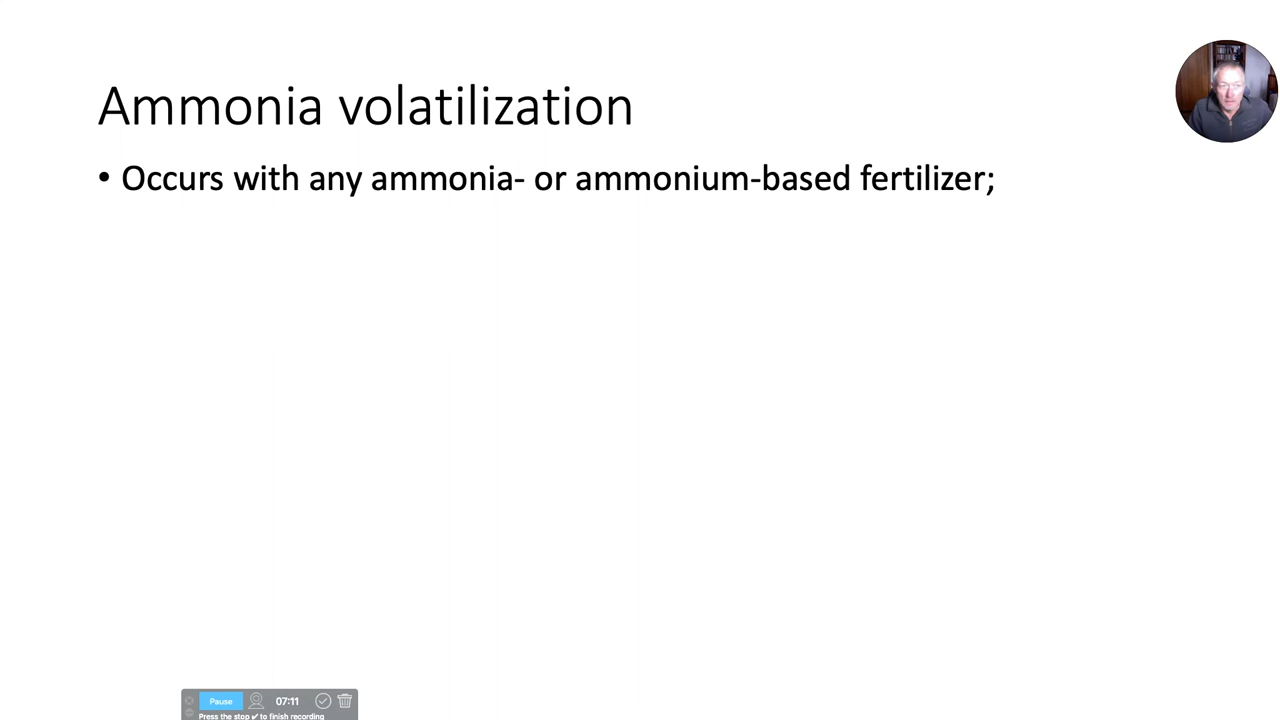 Ammonia volatilization
• Occurs with any ammonia- or ammonium-based fertilizer;
Pause
07:11
Press the stop ✔ to finish recording